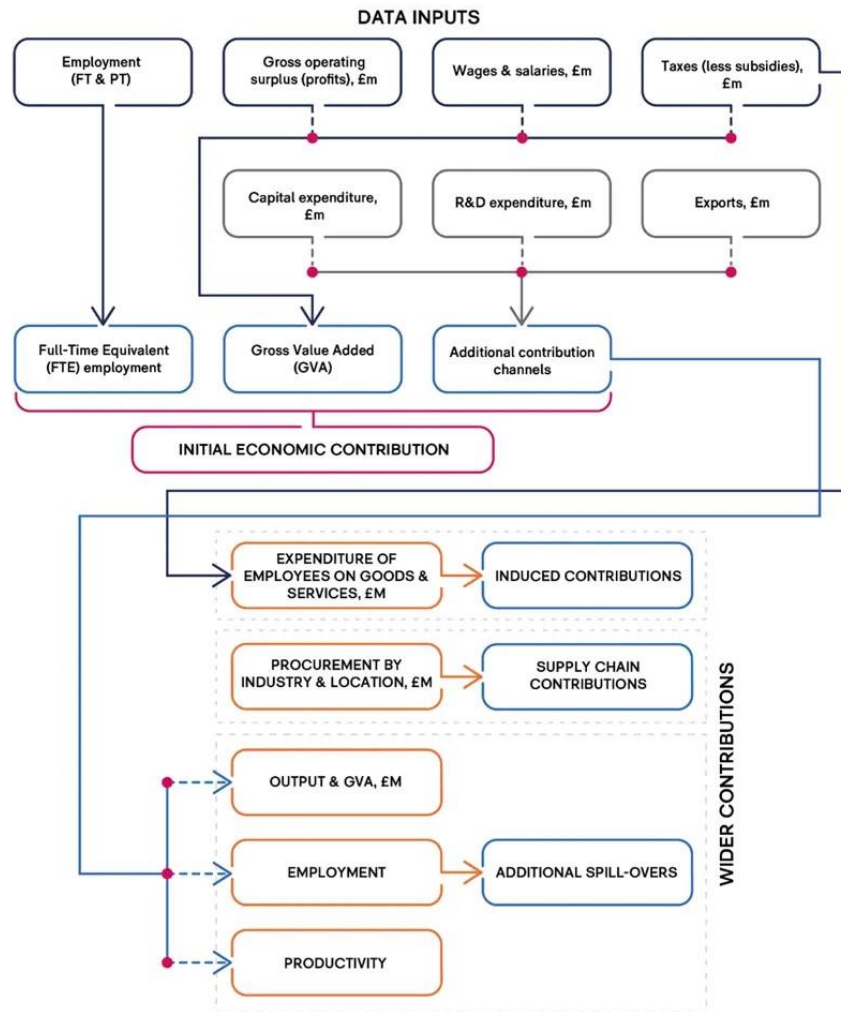 DATA INPUTS
Employment
(FT & PT)
Gross operating
surplus (profits), £m
Wages & salaries, £m
Taxes (less subsidies),
£m
Capital expenditure,
£m
R&D expenditure, £m
Exports, £m
Full-Time Equivalent
(FTE) employment
Gross Value Added
(GVA)
Additional contribution
channels
INITIAL ECONOMIC CONTRIBUTION
EXPENDITURE OF
EMPLOYEES ON GOODS &
SERVICES, £M
INDUCED CONTRIBUTIONS
PROCUREMENT BY
INDUSTRY & LOCATION, £M
SUPPLY CHAIN
CONTRIBUTIONS
OUTPUT & GVA, £M
EMPLOYMENT
ADDITIONAL SPILL-OVERS
PRODUCTIVITY
WIDER CONTRIBUTIONS